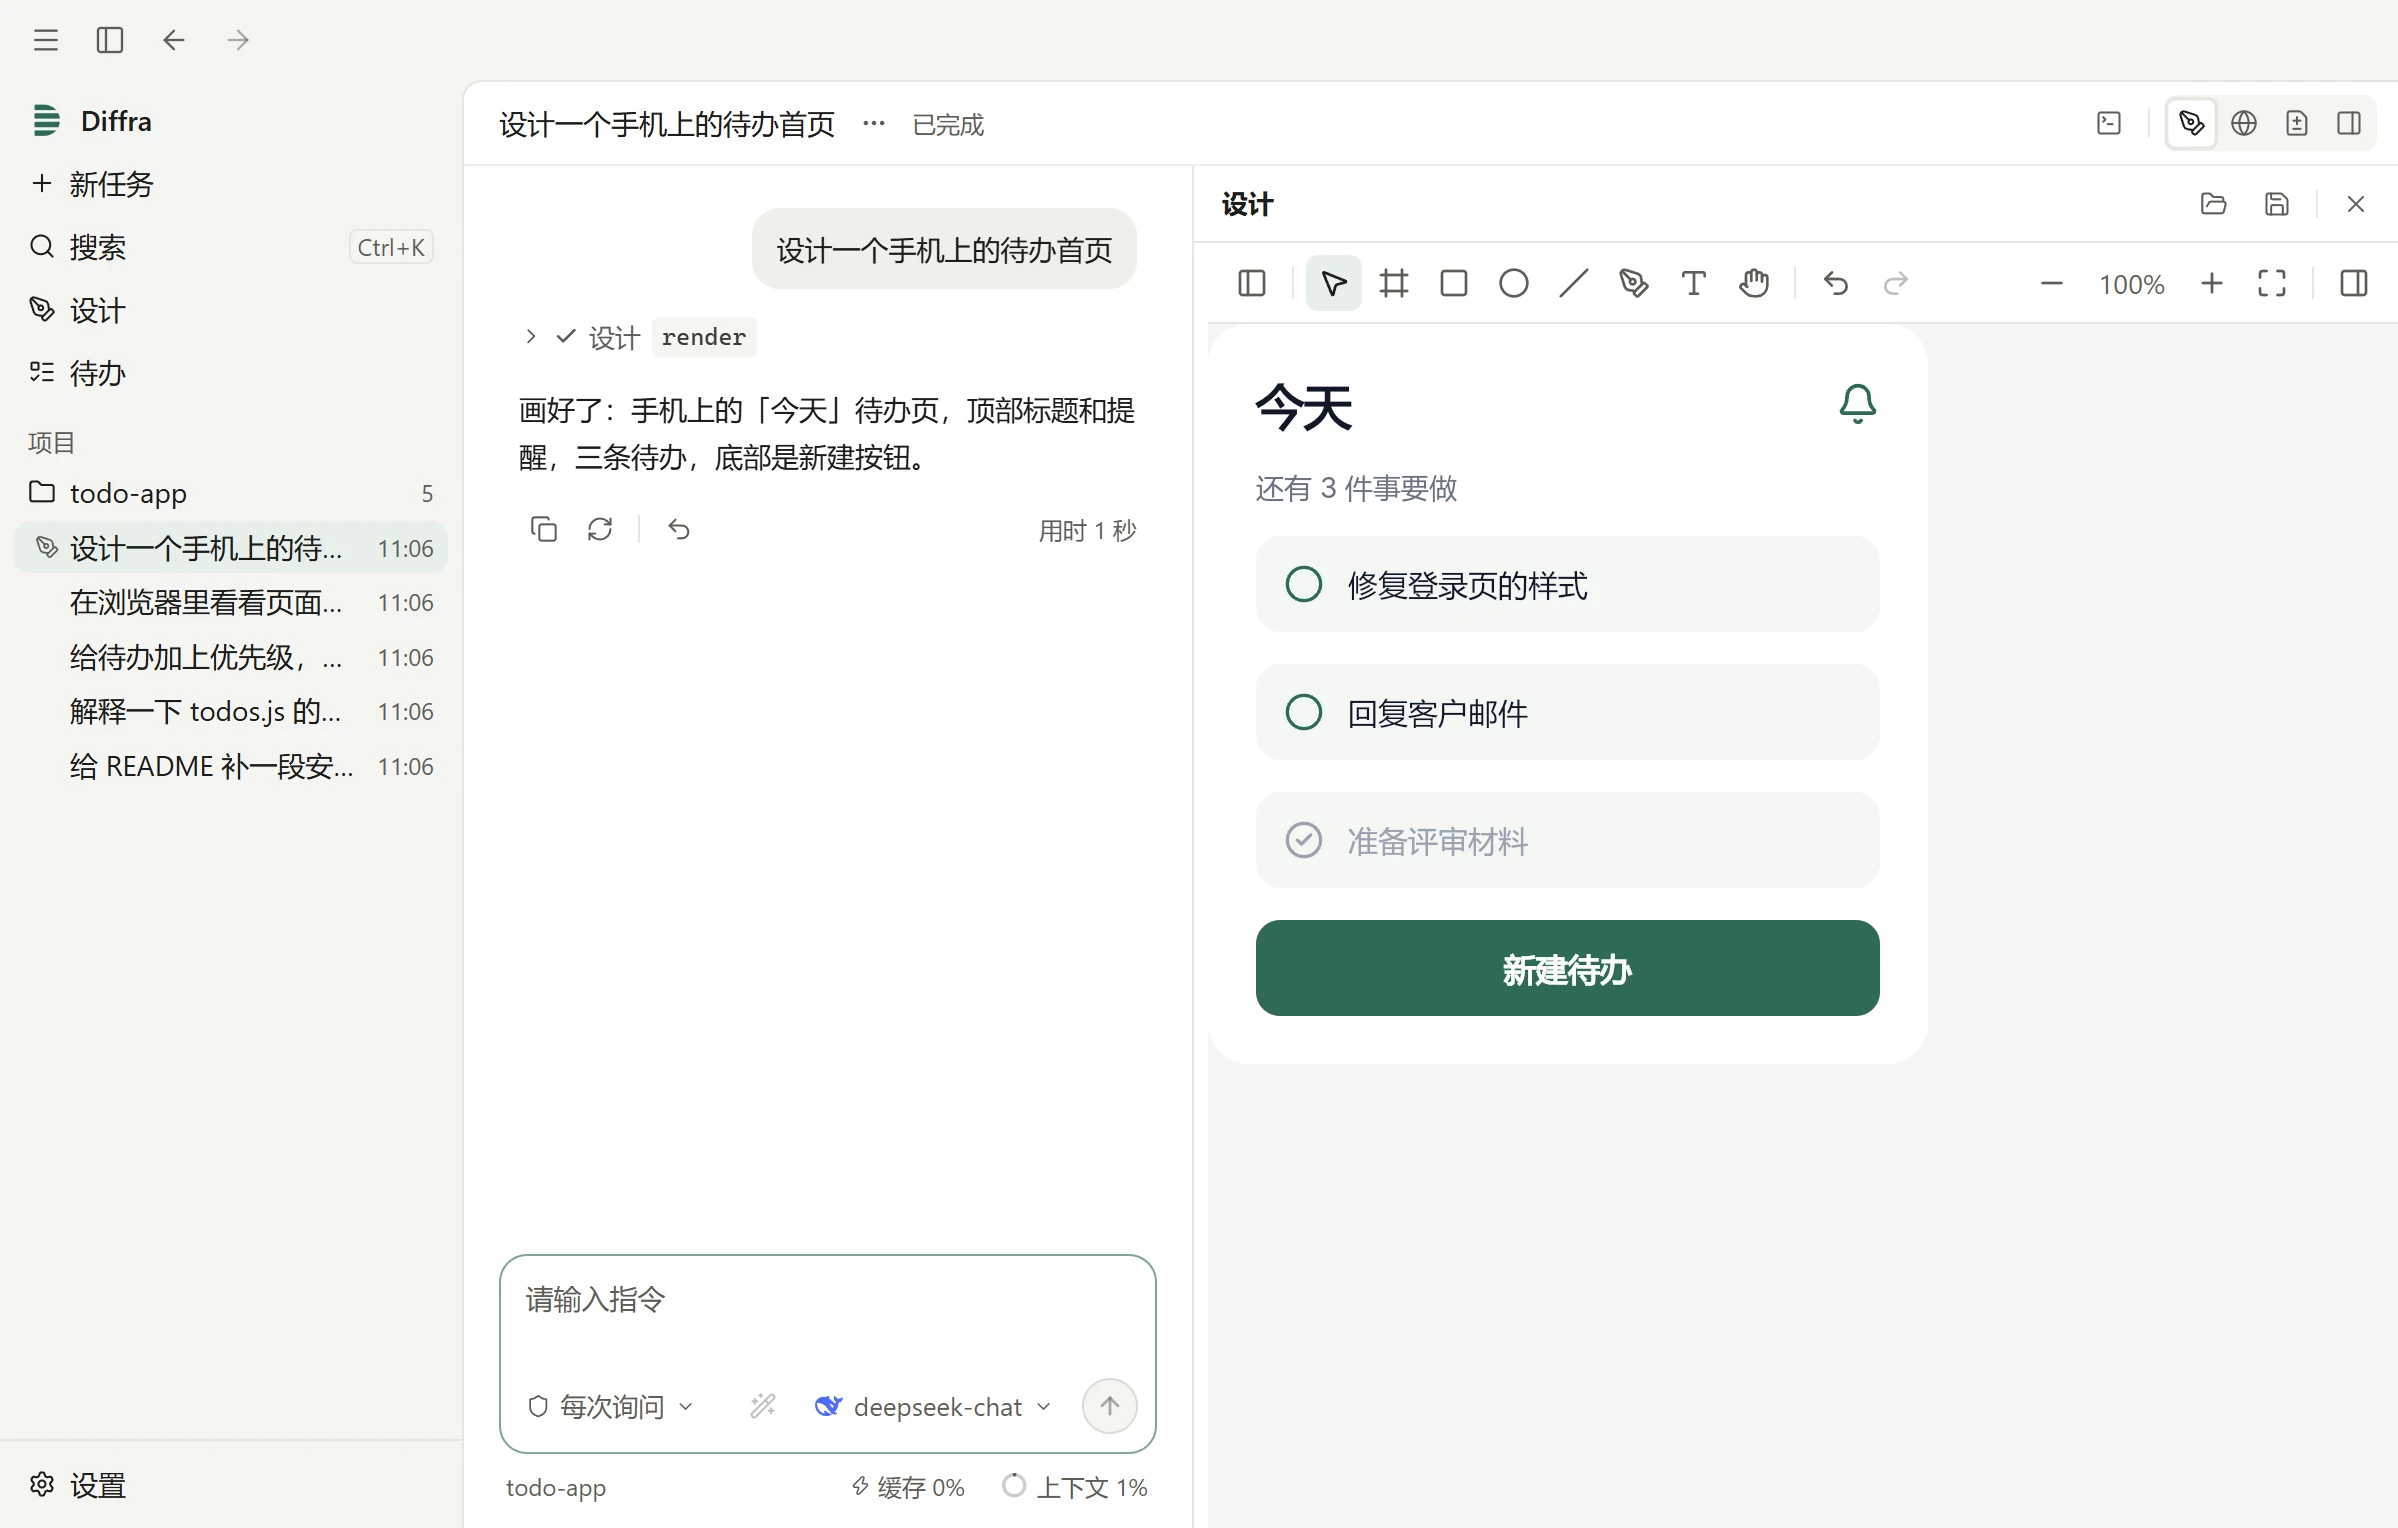 Diffra
新任务
搜索 Ctrl+K
设计
待办
项目
todo-app 5
设计一个手机上的待... 11:06
在浏览器里看看页面... 11:06
给待办加上优先级，... 11:06
解释一下 todos.js 的... 11:06
给 README 补一段安... 11:06
设置
设计一个手机上的待办首页 ··· 已完成
设计一个手机上的待办首页
设计 render
画好了：手机上的「今天」待办页，顶部标题和提
醒，三条待办，底部是新建按钮。
用时 1 秒
请输入指令
每次询问 deepseek-chat
todo-app 缓存 0% 上下文 1%
设计
100%
今天
还有 3 件事要做
修复登录页的样式
回复客户邮件
准备评审材料
新建待办